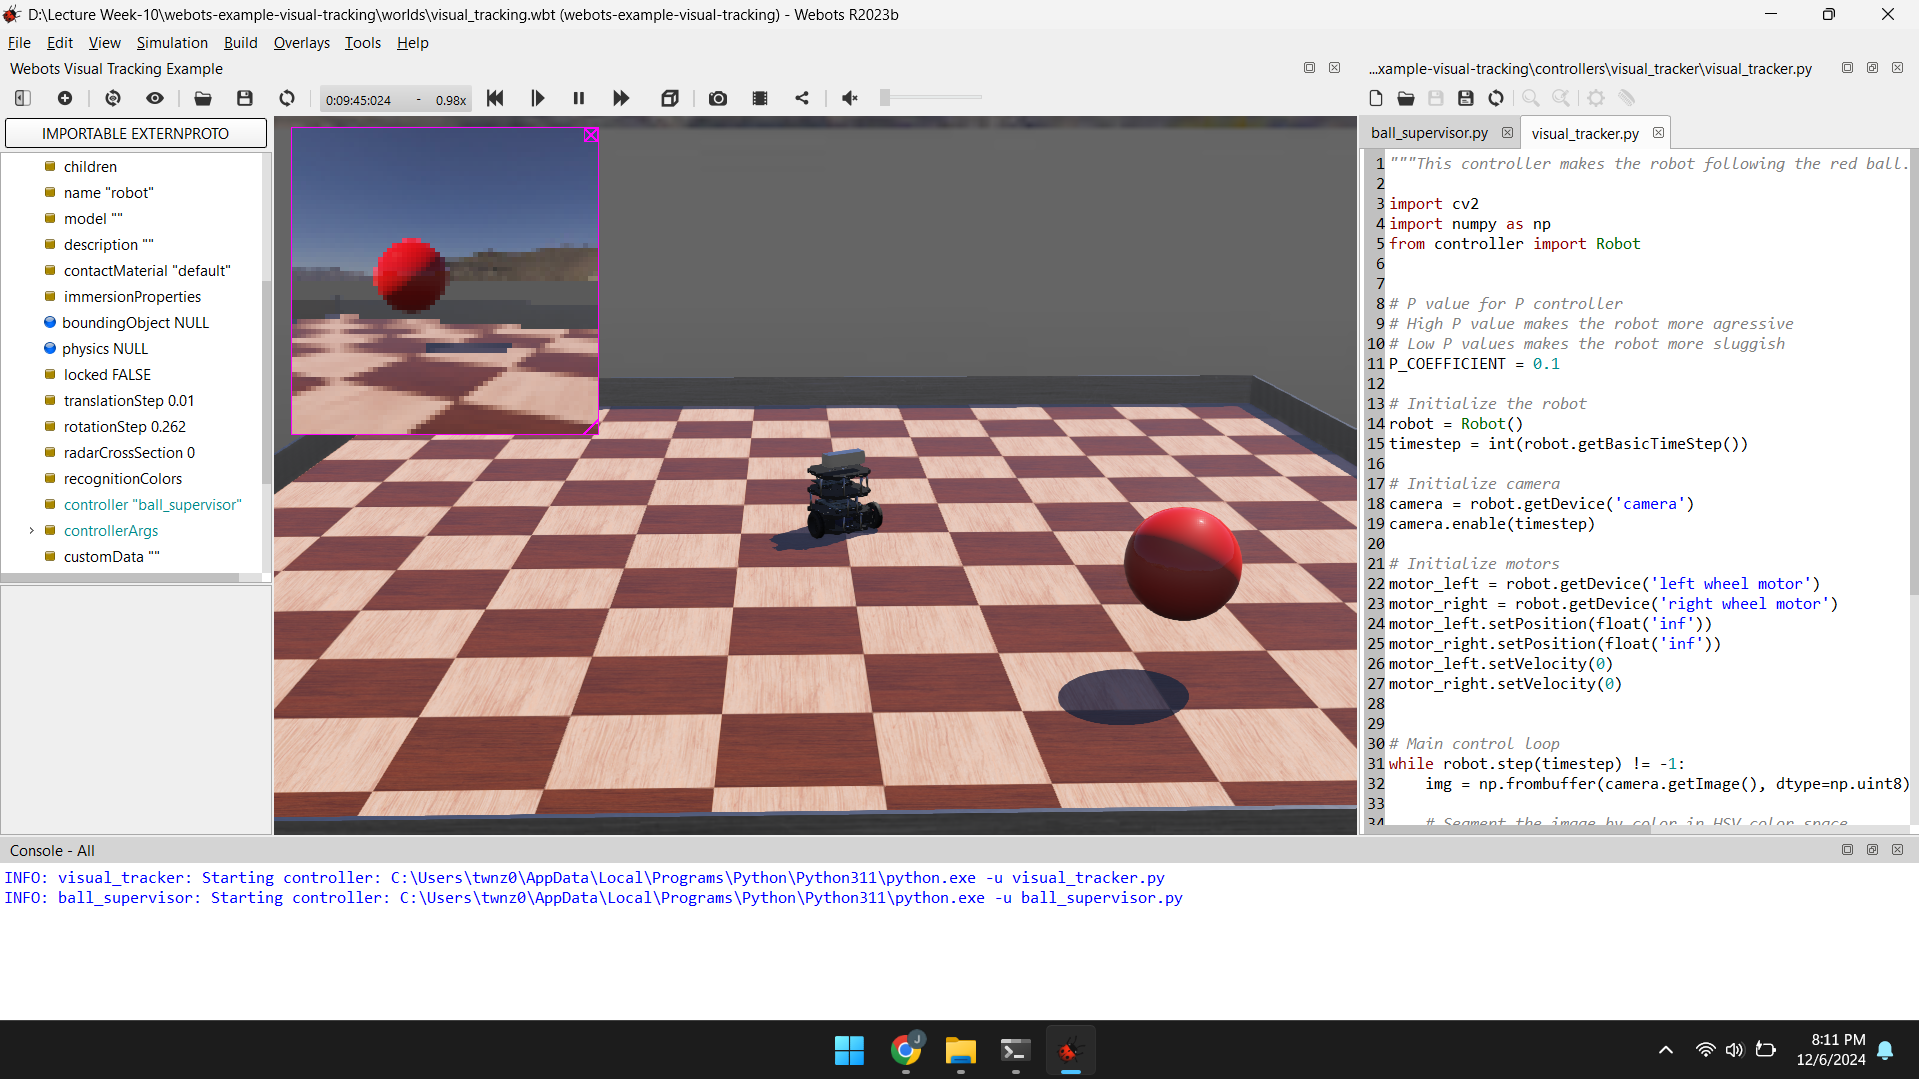 D:\Lecture Week-10\webots-example-visual-tracking\worlds\visual_tracking.wbt (webots-example-visual-tracking) - Webots R2023b
File Edit View Simulation Build Overlays Tools Help
Webots Visual Tracking Example
0:09:45:024 - 0.98x
IMPORTABLE EXTERNPROTO
children
name "robot"
model ""
description ""
contactMaterial "default"
immersionProperties
boundingObject NULL
physics NULL
locked FALSE
translationStep 0.01
rotationStep 0.262
radarCrossSection 0
recognitionColors
controller "ball_supervisor"
controllerArgs
customData ""
...xample-visual-tracking\controllers\visual_tracker\visual_tracker.py
ball_supervisor.py visual_tracker.py
1 """This controller makes the robot following the red ball.
2
3 import cv2
4 import numpy as np
5 from controller import Robot
6
7
8 # P value for P controller
9 # High P value makes the robot more agressive
10 # Low P values makes the robot more sluggish
11 P_COEFFICIENT = 0.1
12
13 # Initialize the robot
14 robot = Robot()
15 timestep = int(robot.getBasicTimeStep())
16
17 # Initialize camera
18 camera = robot.getDevice('camera')
19 camera.enable(timestep)
20
21 # Initialize motors
22 motor_left = robot.getDevice('left wheel motor')
23 motor_right = robot.getDevice('right wheel motor')
24 motor_left.setPosition(float('inf'))
25 motor_right.setPosition(float('inf'))
26 motor_left.setVelocity(0)
27 motor_right.setVelocity(0)
28
29
30 # Main control loop
31 while robot.step(timestep) != -1:
32 img = np.frombuffer(camera.getImage(), dtype=np.uint8)
33
34 # Segment the image by color in HSV color space
Console - All
INFO: visual_tracker: Starting controller: C:\Users\twnz0\AppData\Local\Programs\Python\Python311\python.exe -u visual_tracker.py
INFO: ball_supervisor: Starting controller: C:\Users\twnz0\AppData\Local\Programs\Python\Python311\python.exe -u ball_supervisor.py
J
8:11 PM
12/6/2024